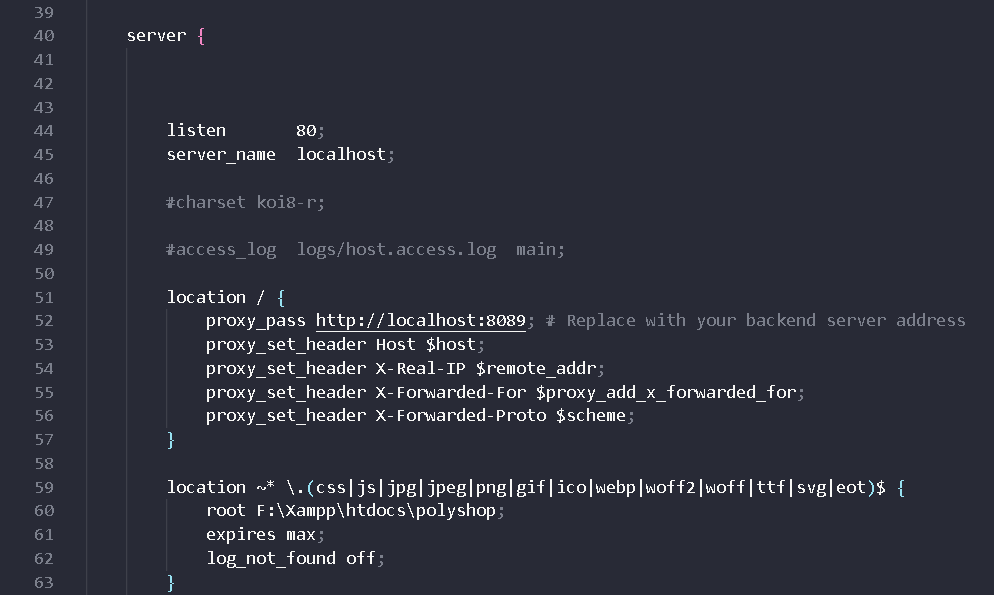 39
40 server {
41
42
43
44 listen       80;
45 server_name  localhost;
46
47 #charset koi8-r;
48
49 #access_log  logs/host.access.log  main;
50
51 location / {
52 proxy_pass http://localhost:8089; # Replace with your backend server address
53 proxy_set_header Host $host;
54 proxy_set_header X-Real-IP $remote_addr;
55 proxy_set_header X-Forwarded-For $proxy_add_x_forwarded_for;
56 proxy_set_header X-Forwarded-Proto $scheme;
57 }
58
59 location ~* \.(css|js|jpg|jpeg|png|gif|ico|webp|woff2|woff|ttf|svg|eot)$ {
60 root F:\Xampp\htdocs\polyshop;
61 expires max;
62 log_not_found off;
63 }